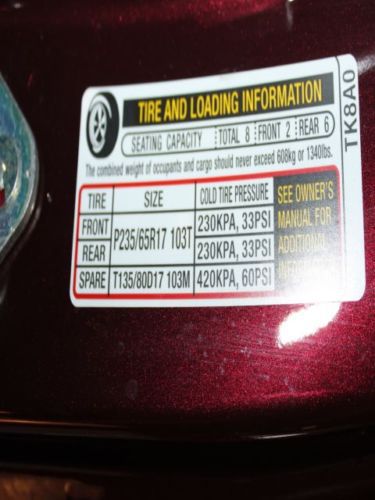 TIRE AND LOADING INFORMATION
SEATING CAPACITY TOTAL 8 FRONT 2 REAR 6
The combined weight of occupants and cargo should never exceed 608kg or 1340lbs.
TIRE SIZE COLD TIRE PRESSURE SEE OWNER'S MANUAL FOR ADDITIONAL INFORMATION
FRONT P235/65R17 103T 230KPA, 33PSI
REAR 230KPA, 33PSI
SPARE T135/80D17 103M 420KPA, 60PSI
TK8A0